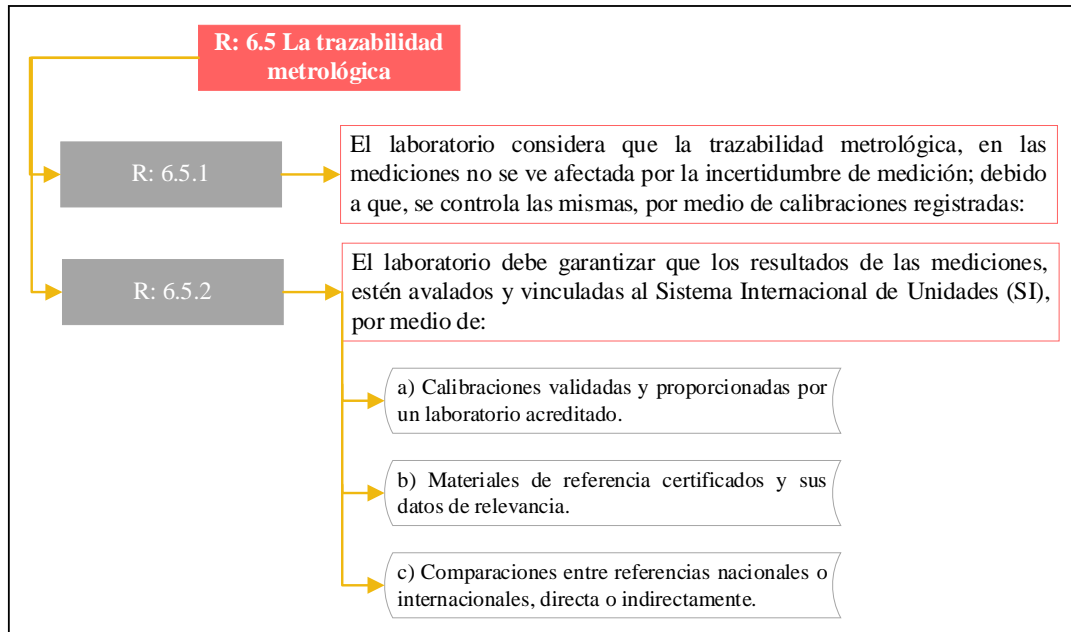 R: 6.5 La trazabilidad
metrológica
R: 6.5.1
El laboratorio considera que la trazabilidad metrológica, en las
mediciones no se ve afectada por la incertidumbre de medición; debido
a que, se controla las mismas, por medio de calibraciones registradas:
R: 6.5.2
El laboratorio debe garantizar que los resultados de las mediciones,
estén avalados y vinculadas al Sistema Internacional de Unidades (SI),
por medio de:
a) Calibraciones validadas y proporcionadas por
un laboratorio acreditado.
b) Materiales de referencia certificados y sus
datos de relevancia.
c) Comparaciones entre referencias nacionales o
internacionales, directa o indirectamente.